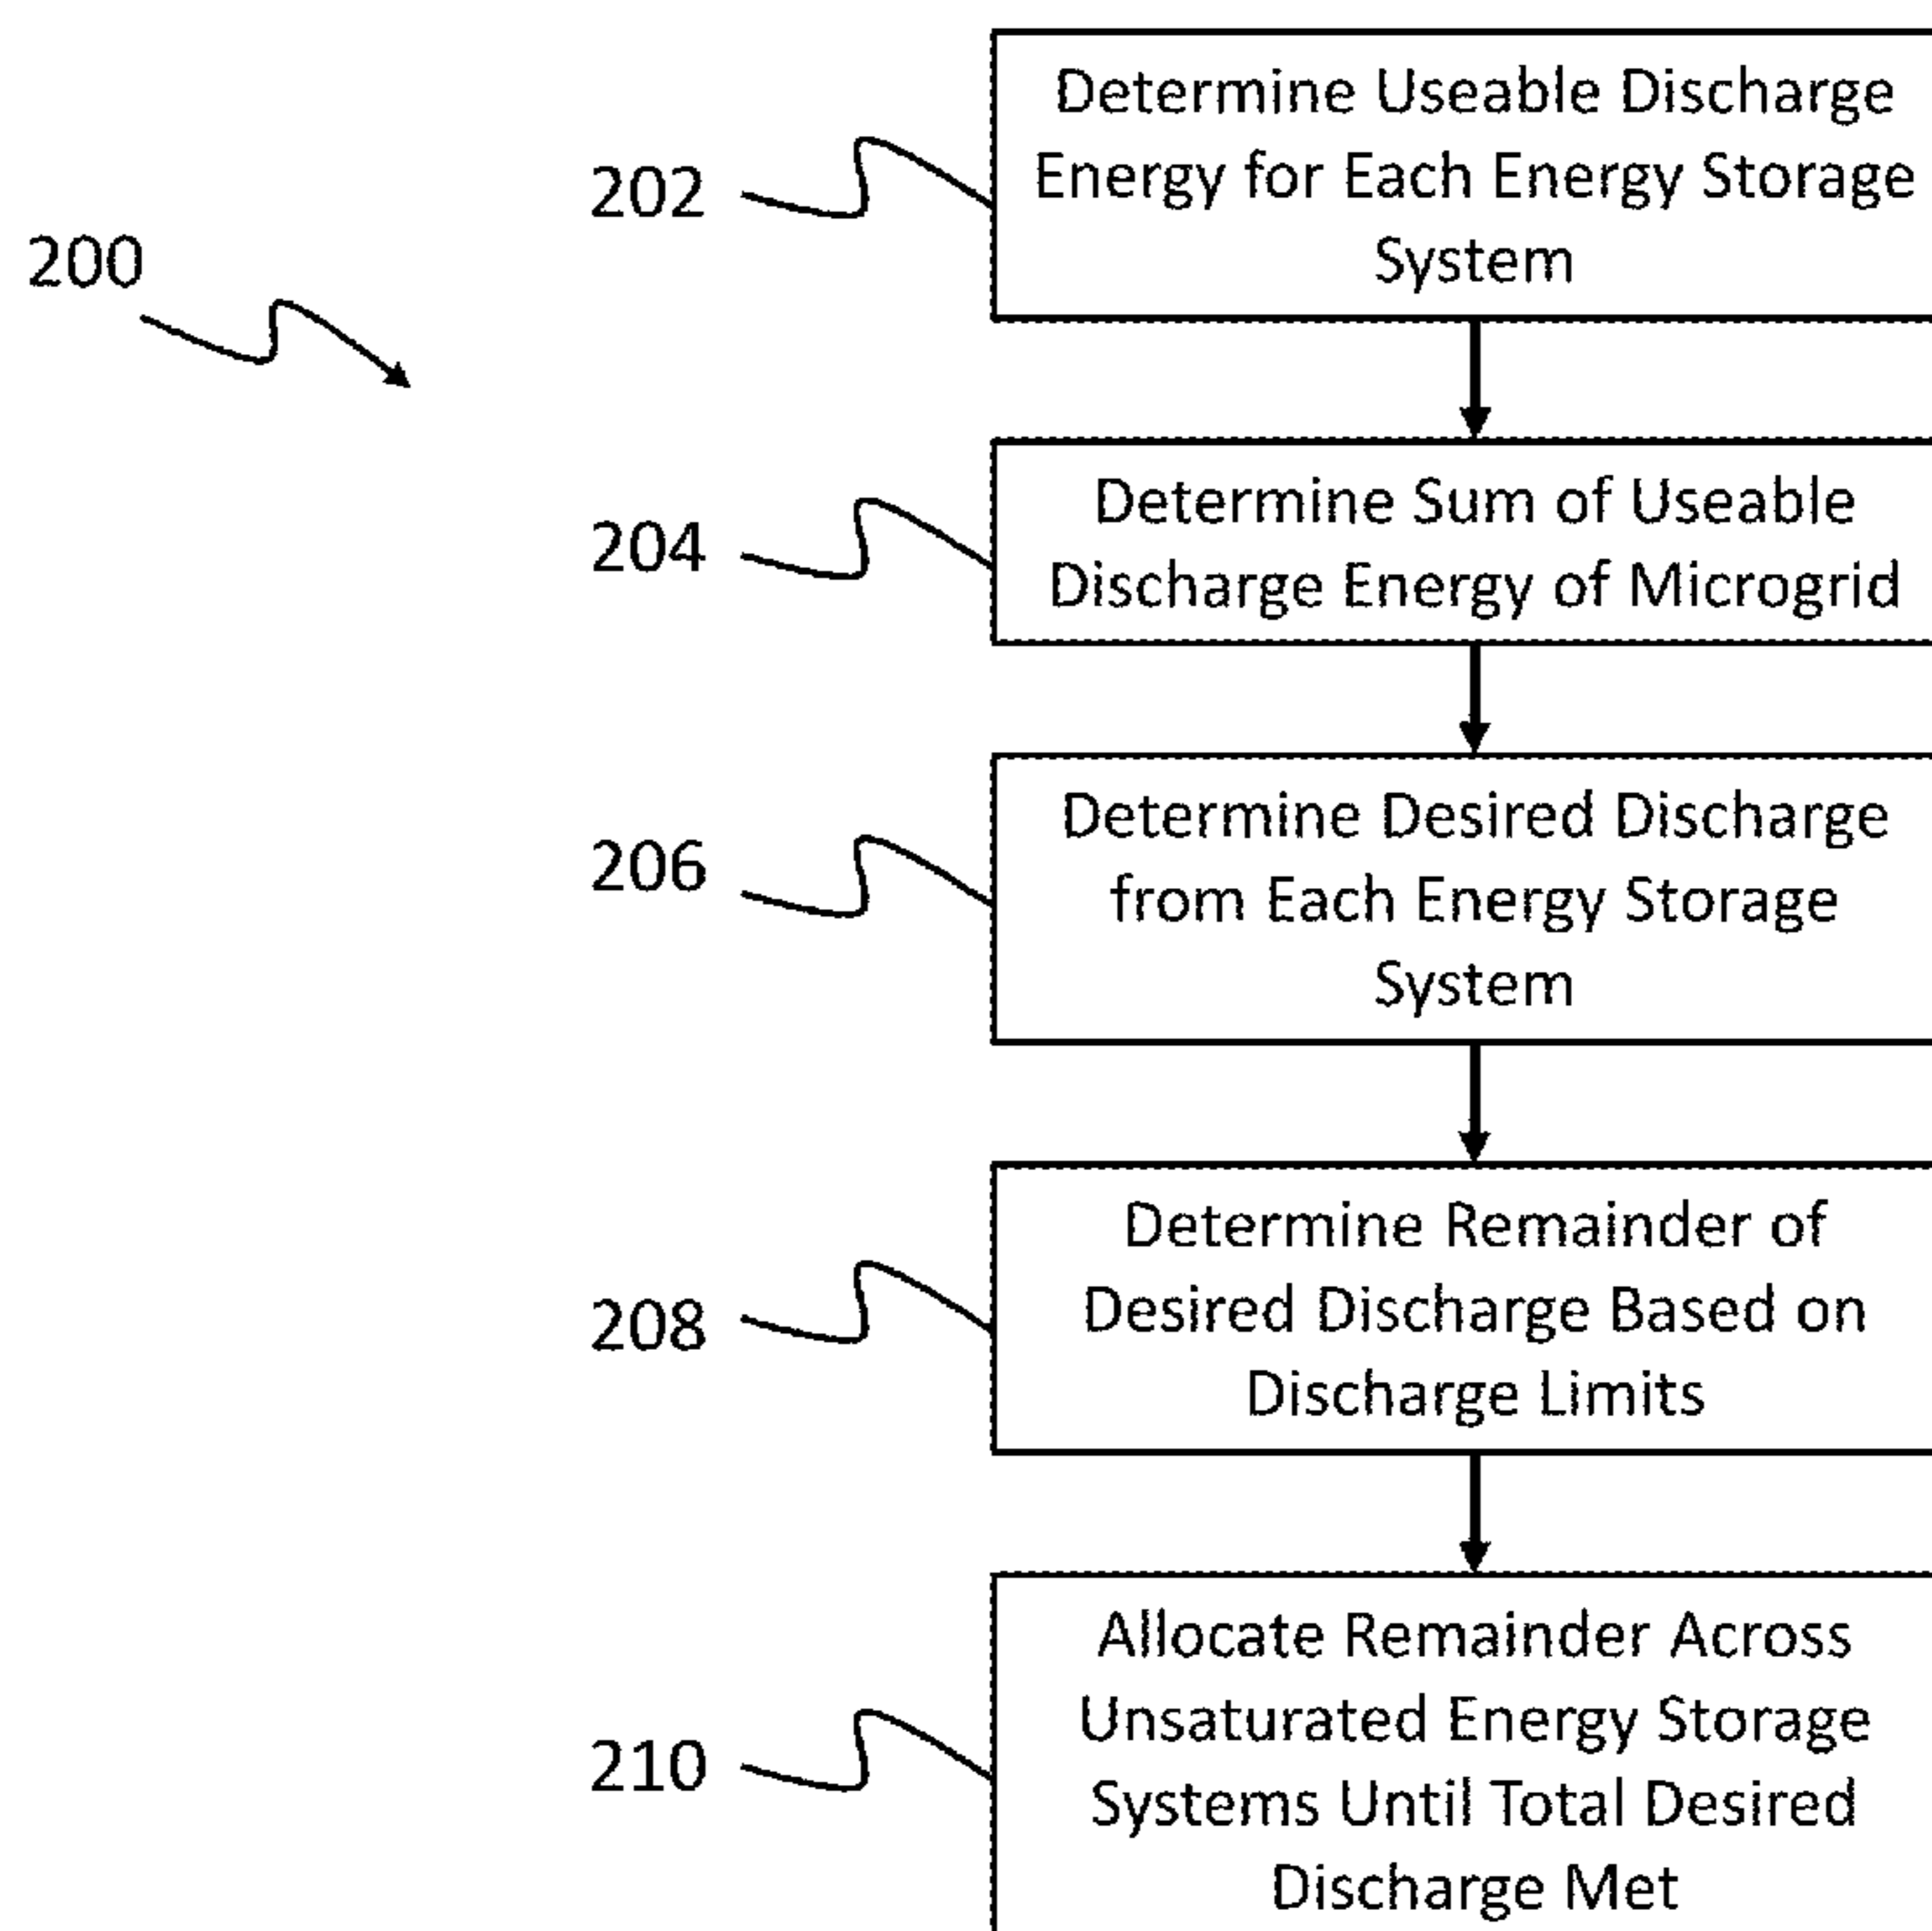 200
202
Determine Useable Discharge
Energy for Each Energy Storage
System
204
Determine Sum of Useable
Discharge Energy of Microgrid
206
Determine Desired Discharge
from Each Energy Storage
System
208
Determine Remainder of
Desired Discharge Based on
Discharge Limits
210
Allocate Remainder Across
Unsaturated Energy Storage
Systems Until Total Desired
Discharge Met